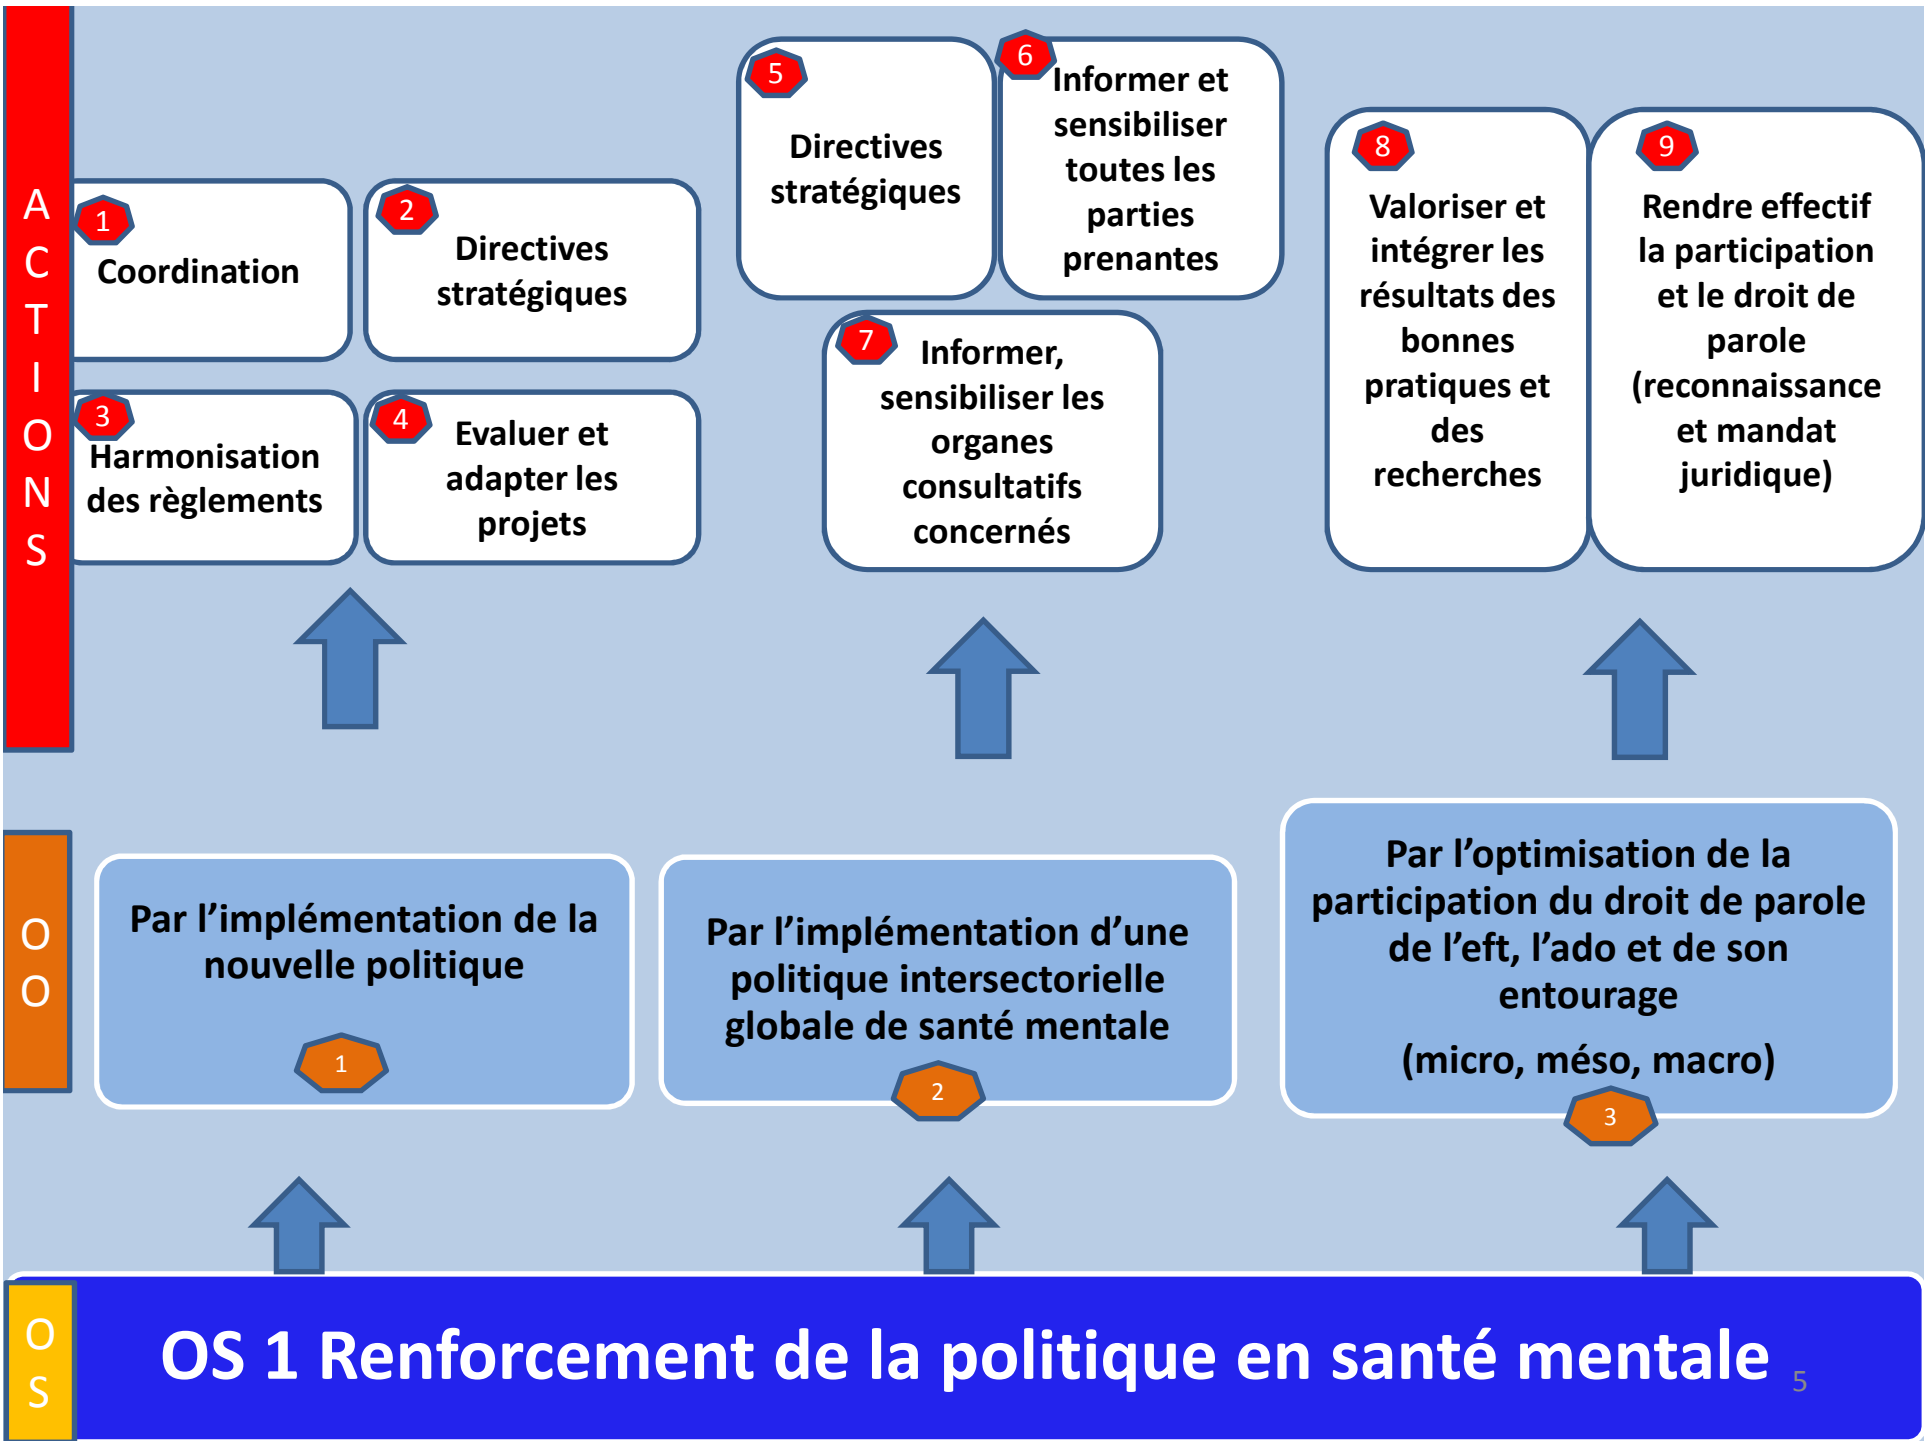 ACTIONS
1
Coordination
2
Directives
stratégiques
3
Harmonisation
des règlements
4
Evaluer et
adapter les
projets
5
Directives
stratégiques
6
Informer et
sensibiliser
toutes les
parties
prenantes
7
Informer,
sensibiliser les
organes
consultatifs
concernés
8
Valoriser et
intégrer les
résultats des
bonnes
pratiques et
des
recherches
9
Rendre effectif
la participation
et le droit de
parole
(reconnaissance
et mandat
juridique)
OO
Par l’implémentation de la
nouvelle politique
1
Par l’implémentation d’une
politique intersectorielle
globale de santé mentale
2
Par l’optimisation de la
participation du droit de parole
de l’eft, l’ado et de son
entourage
(micro, méso, macro)
3
OS
OS 1 Renforcement de la politique en santé mentale
5